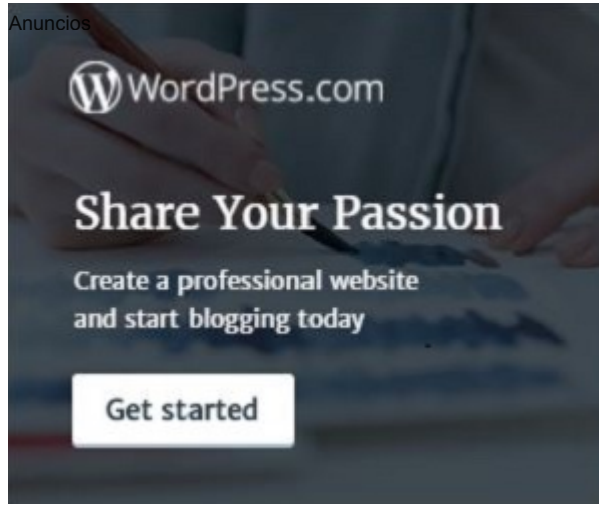 Anuncios
WordPress.com
Share Your Passion
Create a professional website
and start blogging today
Get started